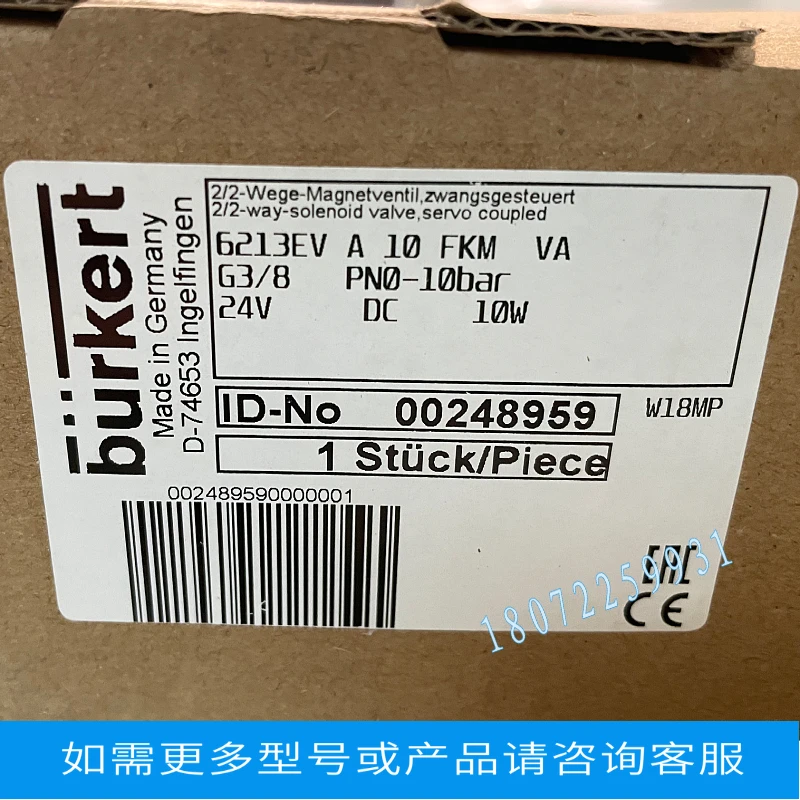 bürkert
Made in Germany
D-74653 Ingelfingen
2/2-Wege-Magnetventil,zwangsgesteuert
2/2-way-solenoid valve,servo coupled
6213EV A 10 FKM VA
G3/8 PN0-10bar
24V DC 10W
ID-No 00248959
W18MP
1 Stück/Piece
002489590000001
EAC
CE
18072259931
如需更多型号或产品请咨询客服